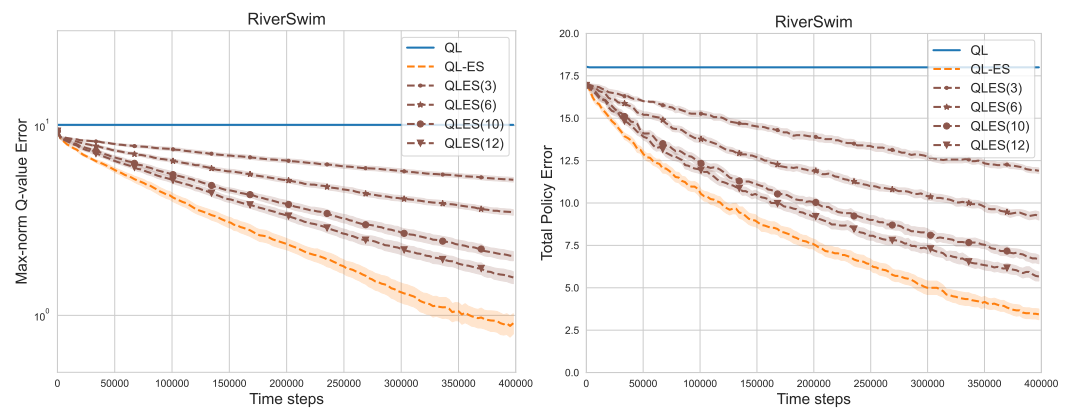 RiverSwim
Max-norm Q-value Error
10^1
10^0
0 50000 100000 150000 200000 250000 300000 350000 400000
Time steps
QL
QL-ES
QLES(3)
QLES(6)
QLES(10)
QLES(12)
RiverSwim
Total Policy Error
20.0
17.5
15.0
12.5
10.0
7.5
5.0
2.5
0.0
0 50000 100000 150000 200000 250000 300000 350000 400000
Time steps
QL
QL-ES
QLES(3)
QLES(6)
QLES(10)
QLES(12)